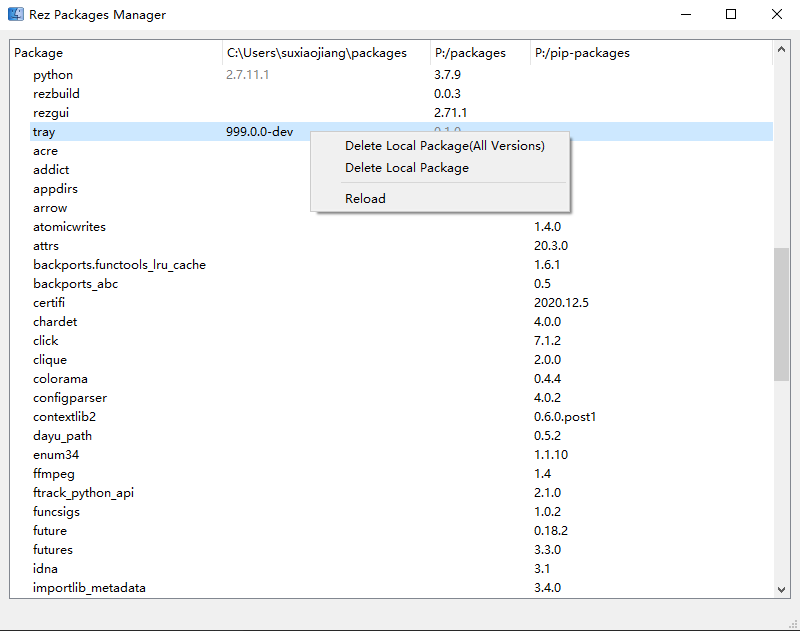 Rez Packages Manager
Package C:\Users\suxiaojiang\packages P:/packages P:/pip-packages
python 2.7.11.1 3.7.9
rezbuild 0.0.3
rezgui 2.71.1
tray 999.0.0-dev
Delete Local Package(All Versions)
Delete Local Package
Reload
acre
addict
appdirs
arrow
atomicwrites 1.4.0
attrs 20.3.0
backports.functools_lru_cache 1.6.1
backports_abc 0.5
certifi 2020.12.5
chardet 4.0.0
click 7.1.2
clique 2.0.0
colorama 0.4.4
configparser 4.0.2
contextlib2 0.6.0.post1
dayu_path 0.5.2
enum34 1.1.10
ffmpeg 1.4
ftrack_python_api 2.1.0
funcsigs 1.0.2
future 0.18.2
futures 3.3.0
idna 3.1
importlib_metadata 3.4.0